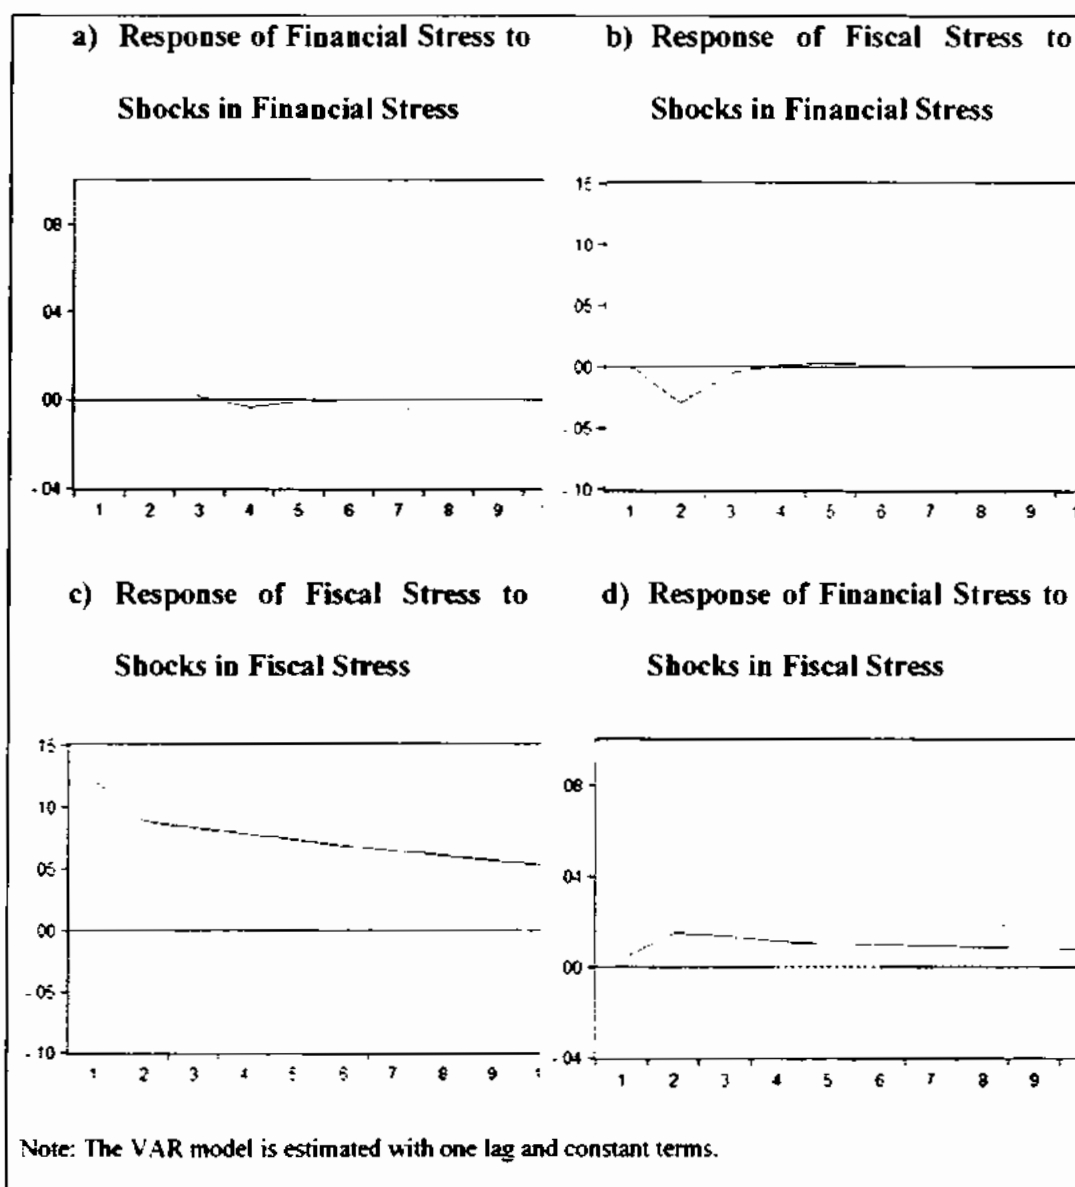 a) Response of Financial Stress to
Shocks in Financial Stress
b) Response of Fiscal Stress to
Shocks in Financial Stress
08
04
00
-.04
1 2 3 4 5 6 7 8 9
15
10
05
00
-.05
-.10
1 2 3 4 5 6 7 8 9 1
c) Response of Fiscal Stress to
Shocks in Fiscal Stress
d) Response of Financial Stress to
Shocks in Fiscal Stress
15
10
05
00
-.05
-.10
1 2 3 4 5 6 7 8 9 1
08
04
00
-.04
1 2 3 4 5 6 7 8 9
Note: The VAR model is estimated with one lag and constant terms.